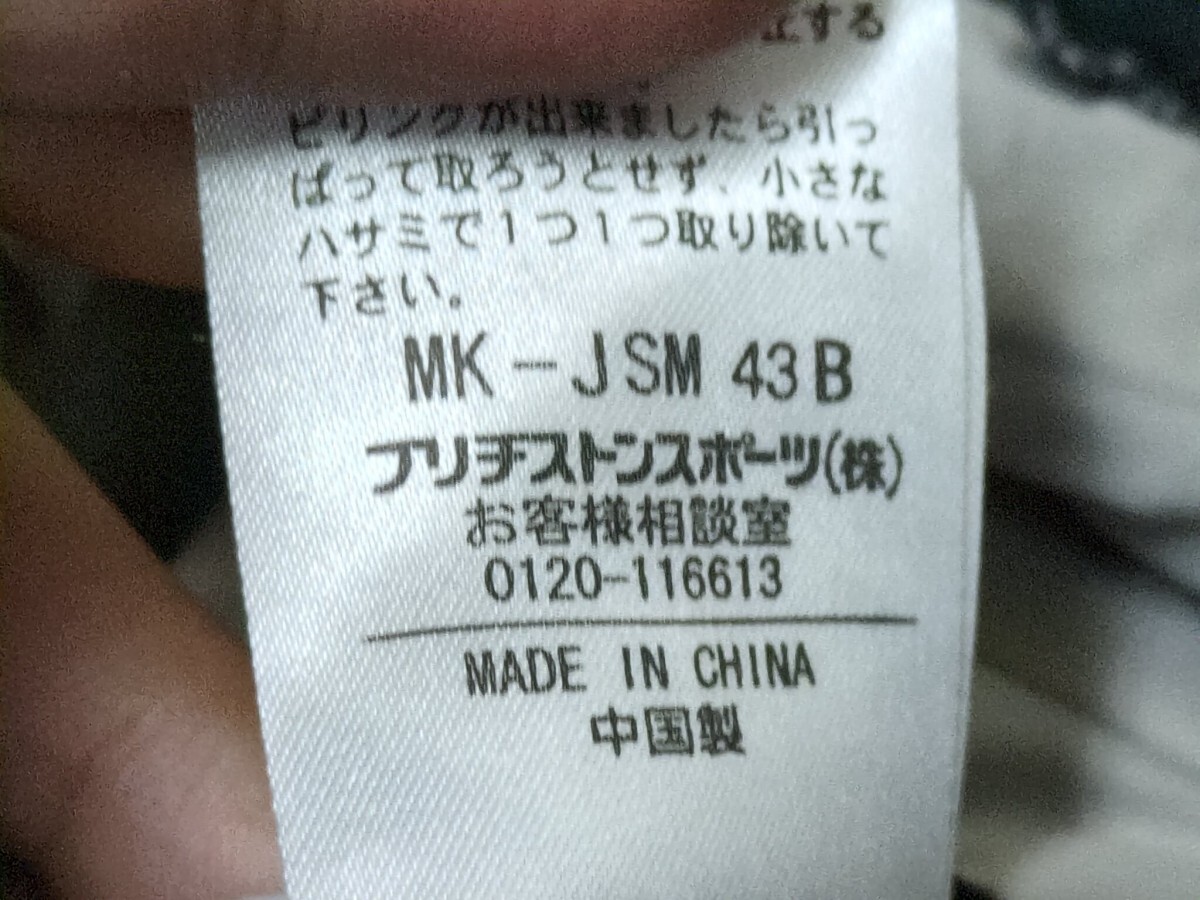 する
ピリングが出来ましたら引っ
ぱって取ろうとせず、小さな
ハサミで1つ1つ取り除いて
下さい。
MK-JSM 43B
ブリヂストンスポーツ(株)
お客様相談室
0120-116613
MADE IN CHINA
中国製